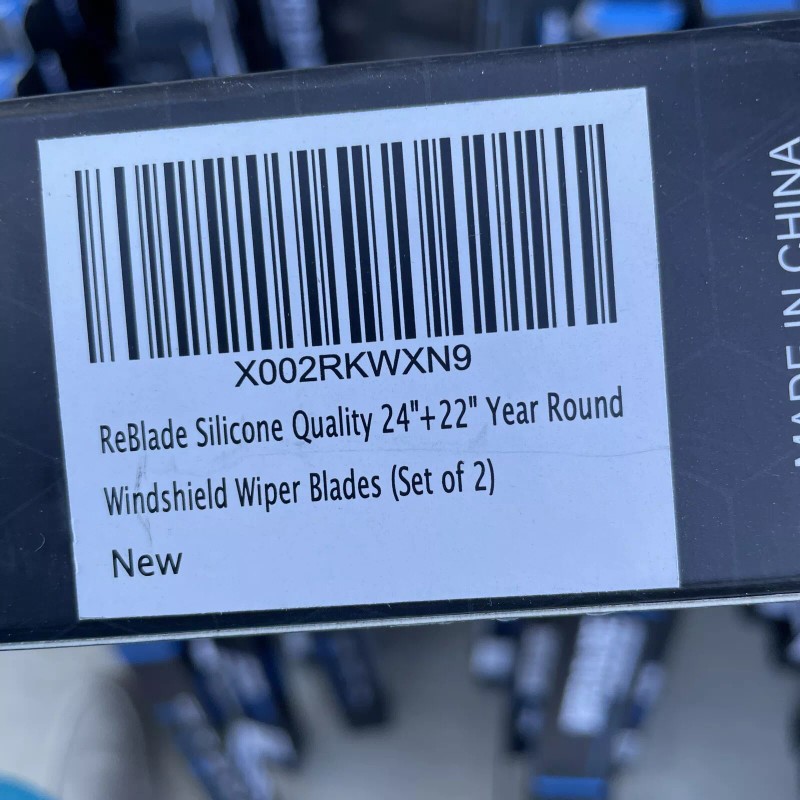 X002RKWXN9
ReBlade Silicone Quality 24"+22" Year Round
Windshield Wiper Blades (Set of 2)
New
MADE IN CHINA